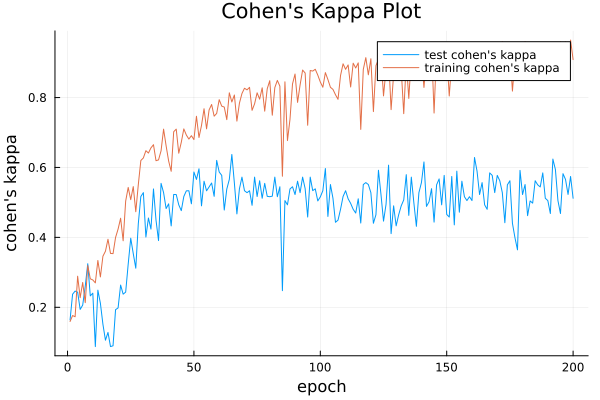 Cohen's Kappa Plot
test cohen's kappa
training cohen's kappa
cohen's kappa
0.8
0.6
0.4
0.2
0 50 100 150 200
epoch